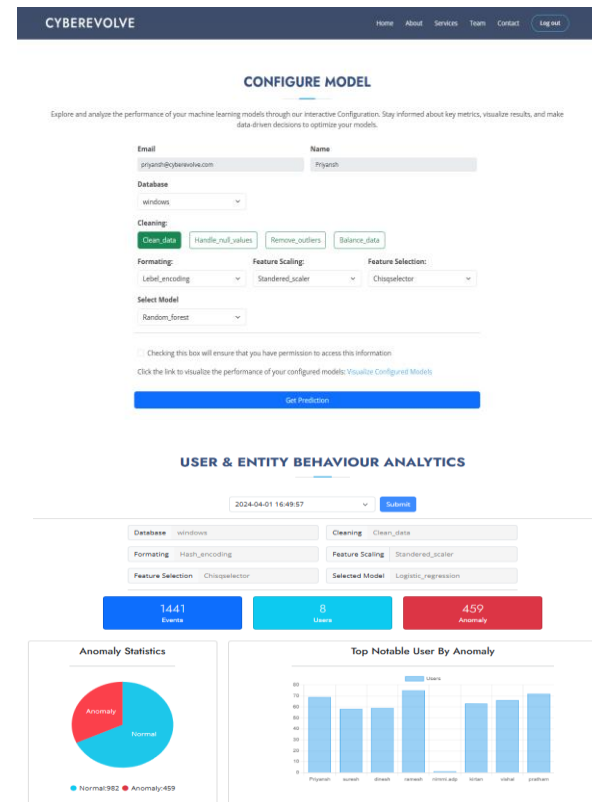 CYBEREVOLVE
Home About Services Team Contact Log out
CONFIGURE MODEL
Explore and analyze the performance of your machine learning models through our interactive Configuration. Stay informed about key metrics, visualize results, and make
data-driven decisions to optimize your models.
Email Name
priyansh@cyberevolve.com Priyansh
Database
windows
Cleaning:
Clean_data Handle_null_values Remove_outliers Balance_data
Formating: Feature Scaling: Feature Selection:
Lebel_encoding Standered_scaler Chisqselector
Select Model
Random_forest
Checking this box will ensure that you have permission to access this information
Click the link to visualize the performance of your configured models: Visualize Configured Models
Get Prediction
USER & ENTITY BEHAVIOUR ANALYTICS
2024-04-01 16:49:57 Submit
Database windows Cleaning Clean_data
Formating Hash_encoding Feature Scaling Standered_scaler
Feature Selection Chisqselector Selected Model Logistic_regression
1441 8 459
Events Users Anomaly
Anomaly Statistics Top Notable User By Anomaly
Users
80
70
60
50
40
30
20
10
0
Anomaly
Normal
Priyansh suresh dinesh ramesh kirtan vishal pratham
Normal:982 Anomaly:459